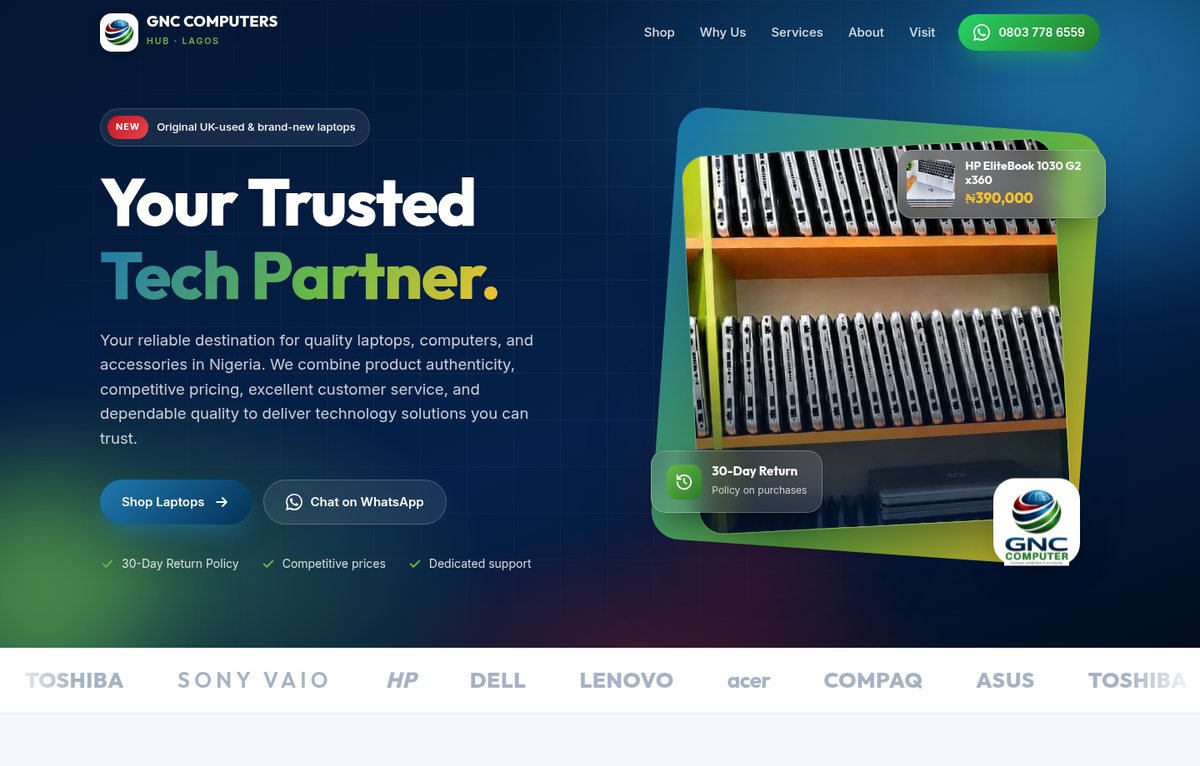 GNC COMPUTERS
HUB · LAGOS
Shop
Why Us
Services
About
Visit
0803 778 6559
NEW
Original UK-used & brand-new laptops
Your Trusted
Tech Partner.
Your reliable destination for quality laptops, computers, and
accessories in Nigeria. We combine product authenticity,
competitive pricing, excellent customer service, and
dependable quality to deliver technology solutions you can
trust.
Shop Laptops
Chat on WhatsApp
30-Day Return Policy
Competitive prices
Dedicated support
HP EliteBook 1030 G2
x360
₦390,000
30-Day Return
Policy on purchases
GNC
COMPUTER
TOSHIBA
SONY VAIO
HP
DELL
LENOVO
acer
COMPAQ
ASUS
TOSHIBA